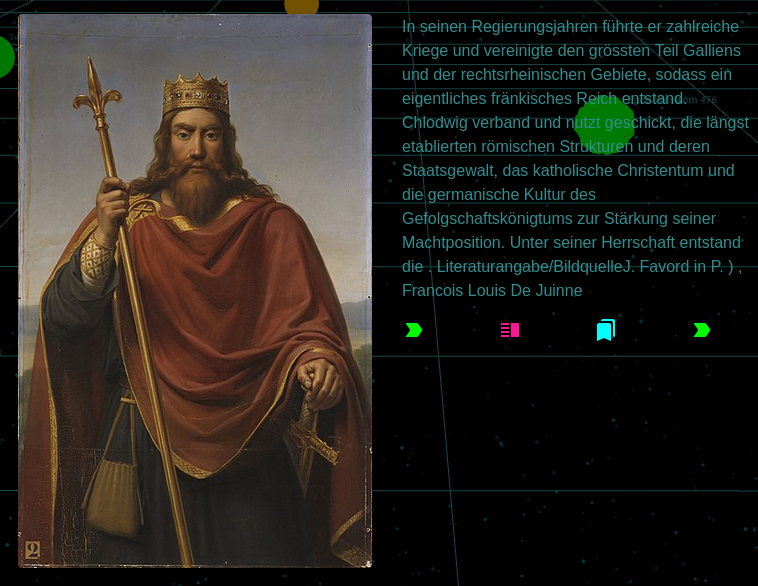 In seinen Regierungsjahren führte er zahlreiche
Kriege und vereinigte den grössten Teil Galliens
und der rechtsrheinischen Gebiete, sodass ein
eigentliches fränkisches Reich entstand.
Chlodwig verband und nutzt geschickt, die längst
etablierten römischen Strukturen und deren
Staatsgewalt, das katholische Christentum und
die germanische Kultur des
Gefolgschaftskönigtums zur Stärkung seiner
Machtposition. Unter seiner Herrschaft entstand
die . Literaturangabe/BildquelleJ. Favord in P. ) ,
Francois Louis De Juinne
2